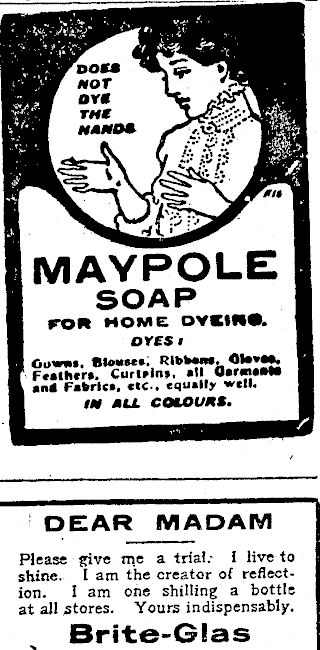 DOES
NOT
DYE
THE
HANDS
MAYPOLE
SOAP
FOR HOME DYEING.
DYES:
Gowns, Blouses, Ribbons, Gloves,
Feathers, Curtains, all Garments
and Fabrics, etc., equally well.
IN ALL COLOURS.
DEAR MADAM
Please give me a trial. I live to
shine. I am the creator of reflect-
ion. I am one shilling a bottle
at all stores. Yours indispensably,
Brite-Glas